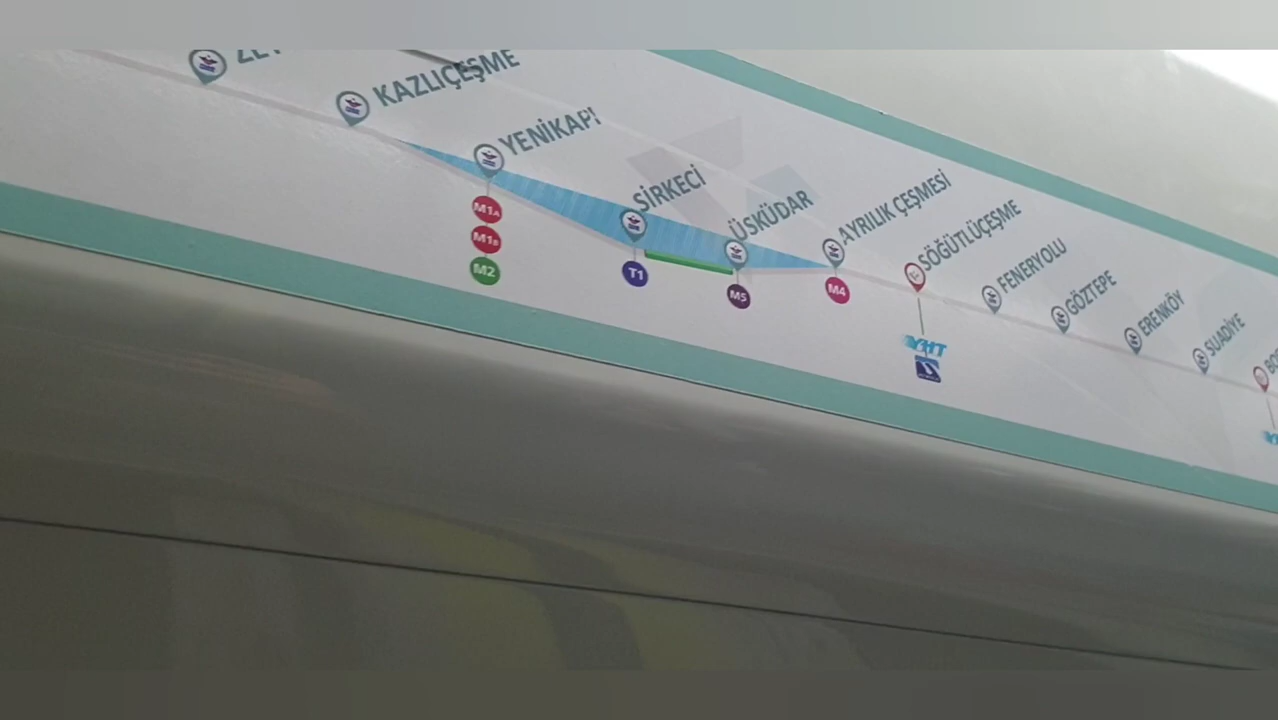 KAZLIÇEŞME
YENİKAPI
M1A
M1B
M2
SİRKECİ
T1
ÜSKÜDAR
M5
AYRILIK ÇEŞMESİ
M4
SÖĞÜTLÜÇEŞME
YHT
FENERYOLU
GÖZTEPE
ERENKÖY
SUADİYE